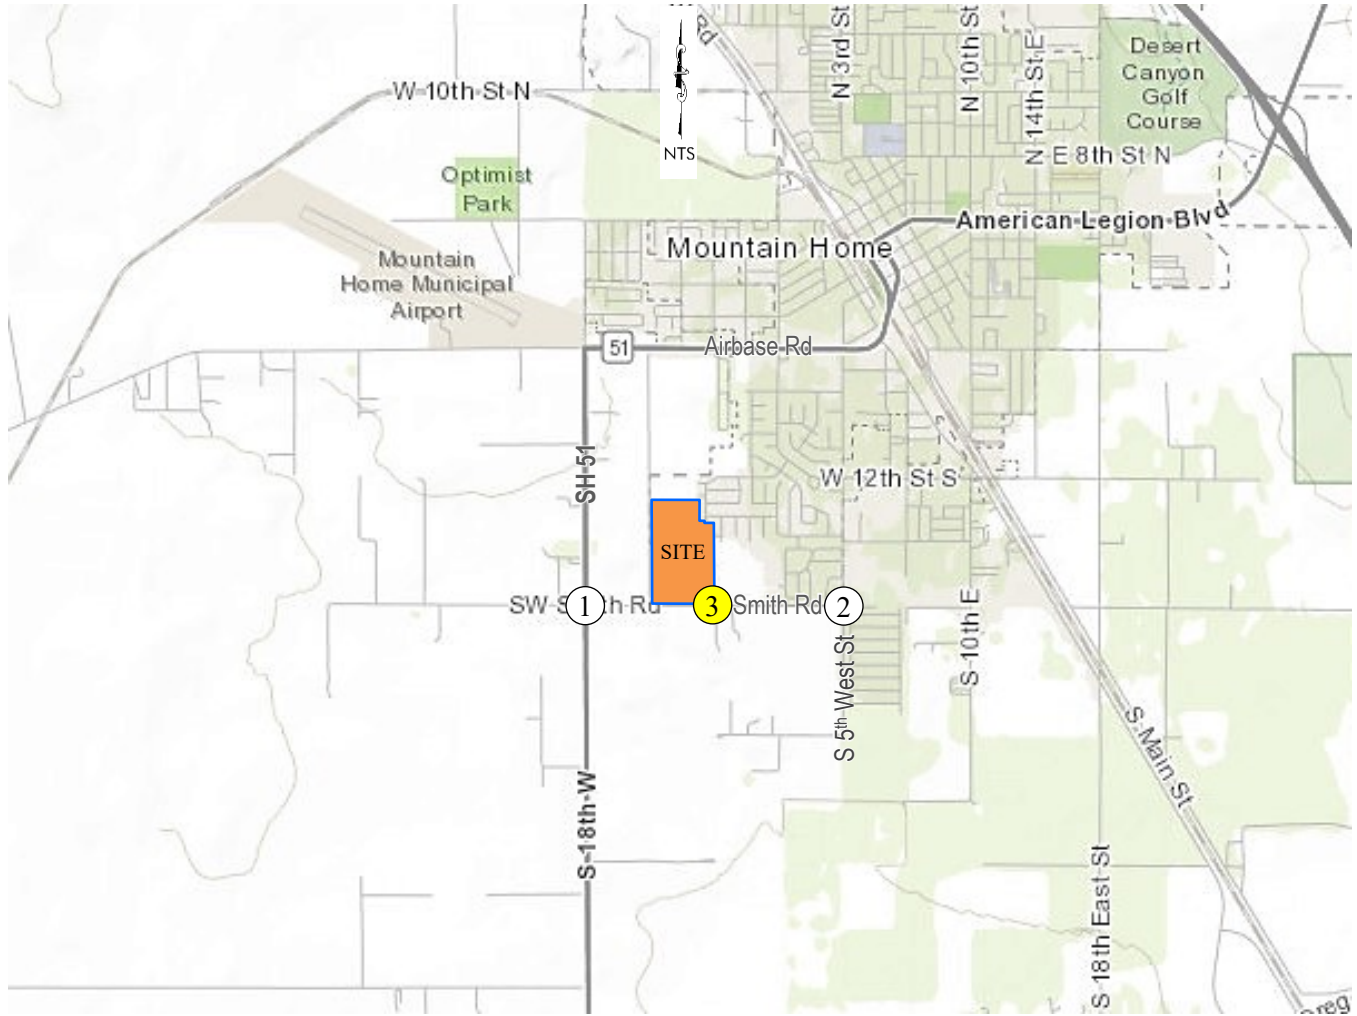 Rd
N 3rd St
N 10th St
N 14th St E
Desert
Canyon
Golf
Course
W 10th St N
NTS
E 8th St N
Optimist
Park
American Legion Blvd
Mountain Home
Mountain
Home Municipal
Airport
51
Airbase Rd
SH 51
W 12th St S
SITE
SW S th Rd
1
3
Smith Rd
2
S 10th E
S 5th West St
S Main St
S 18th W
S 18th East St